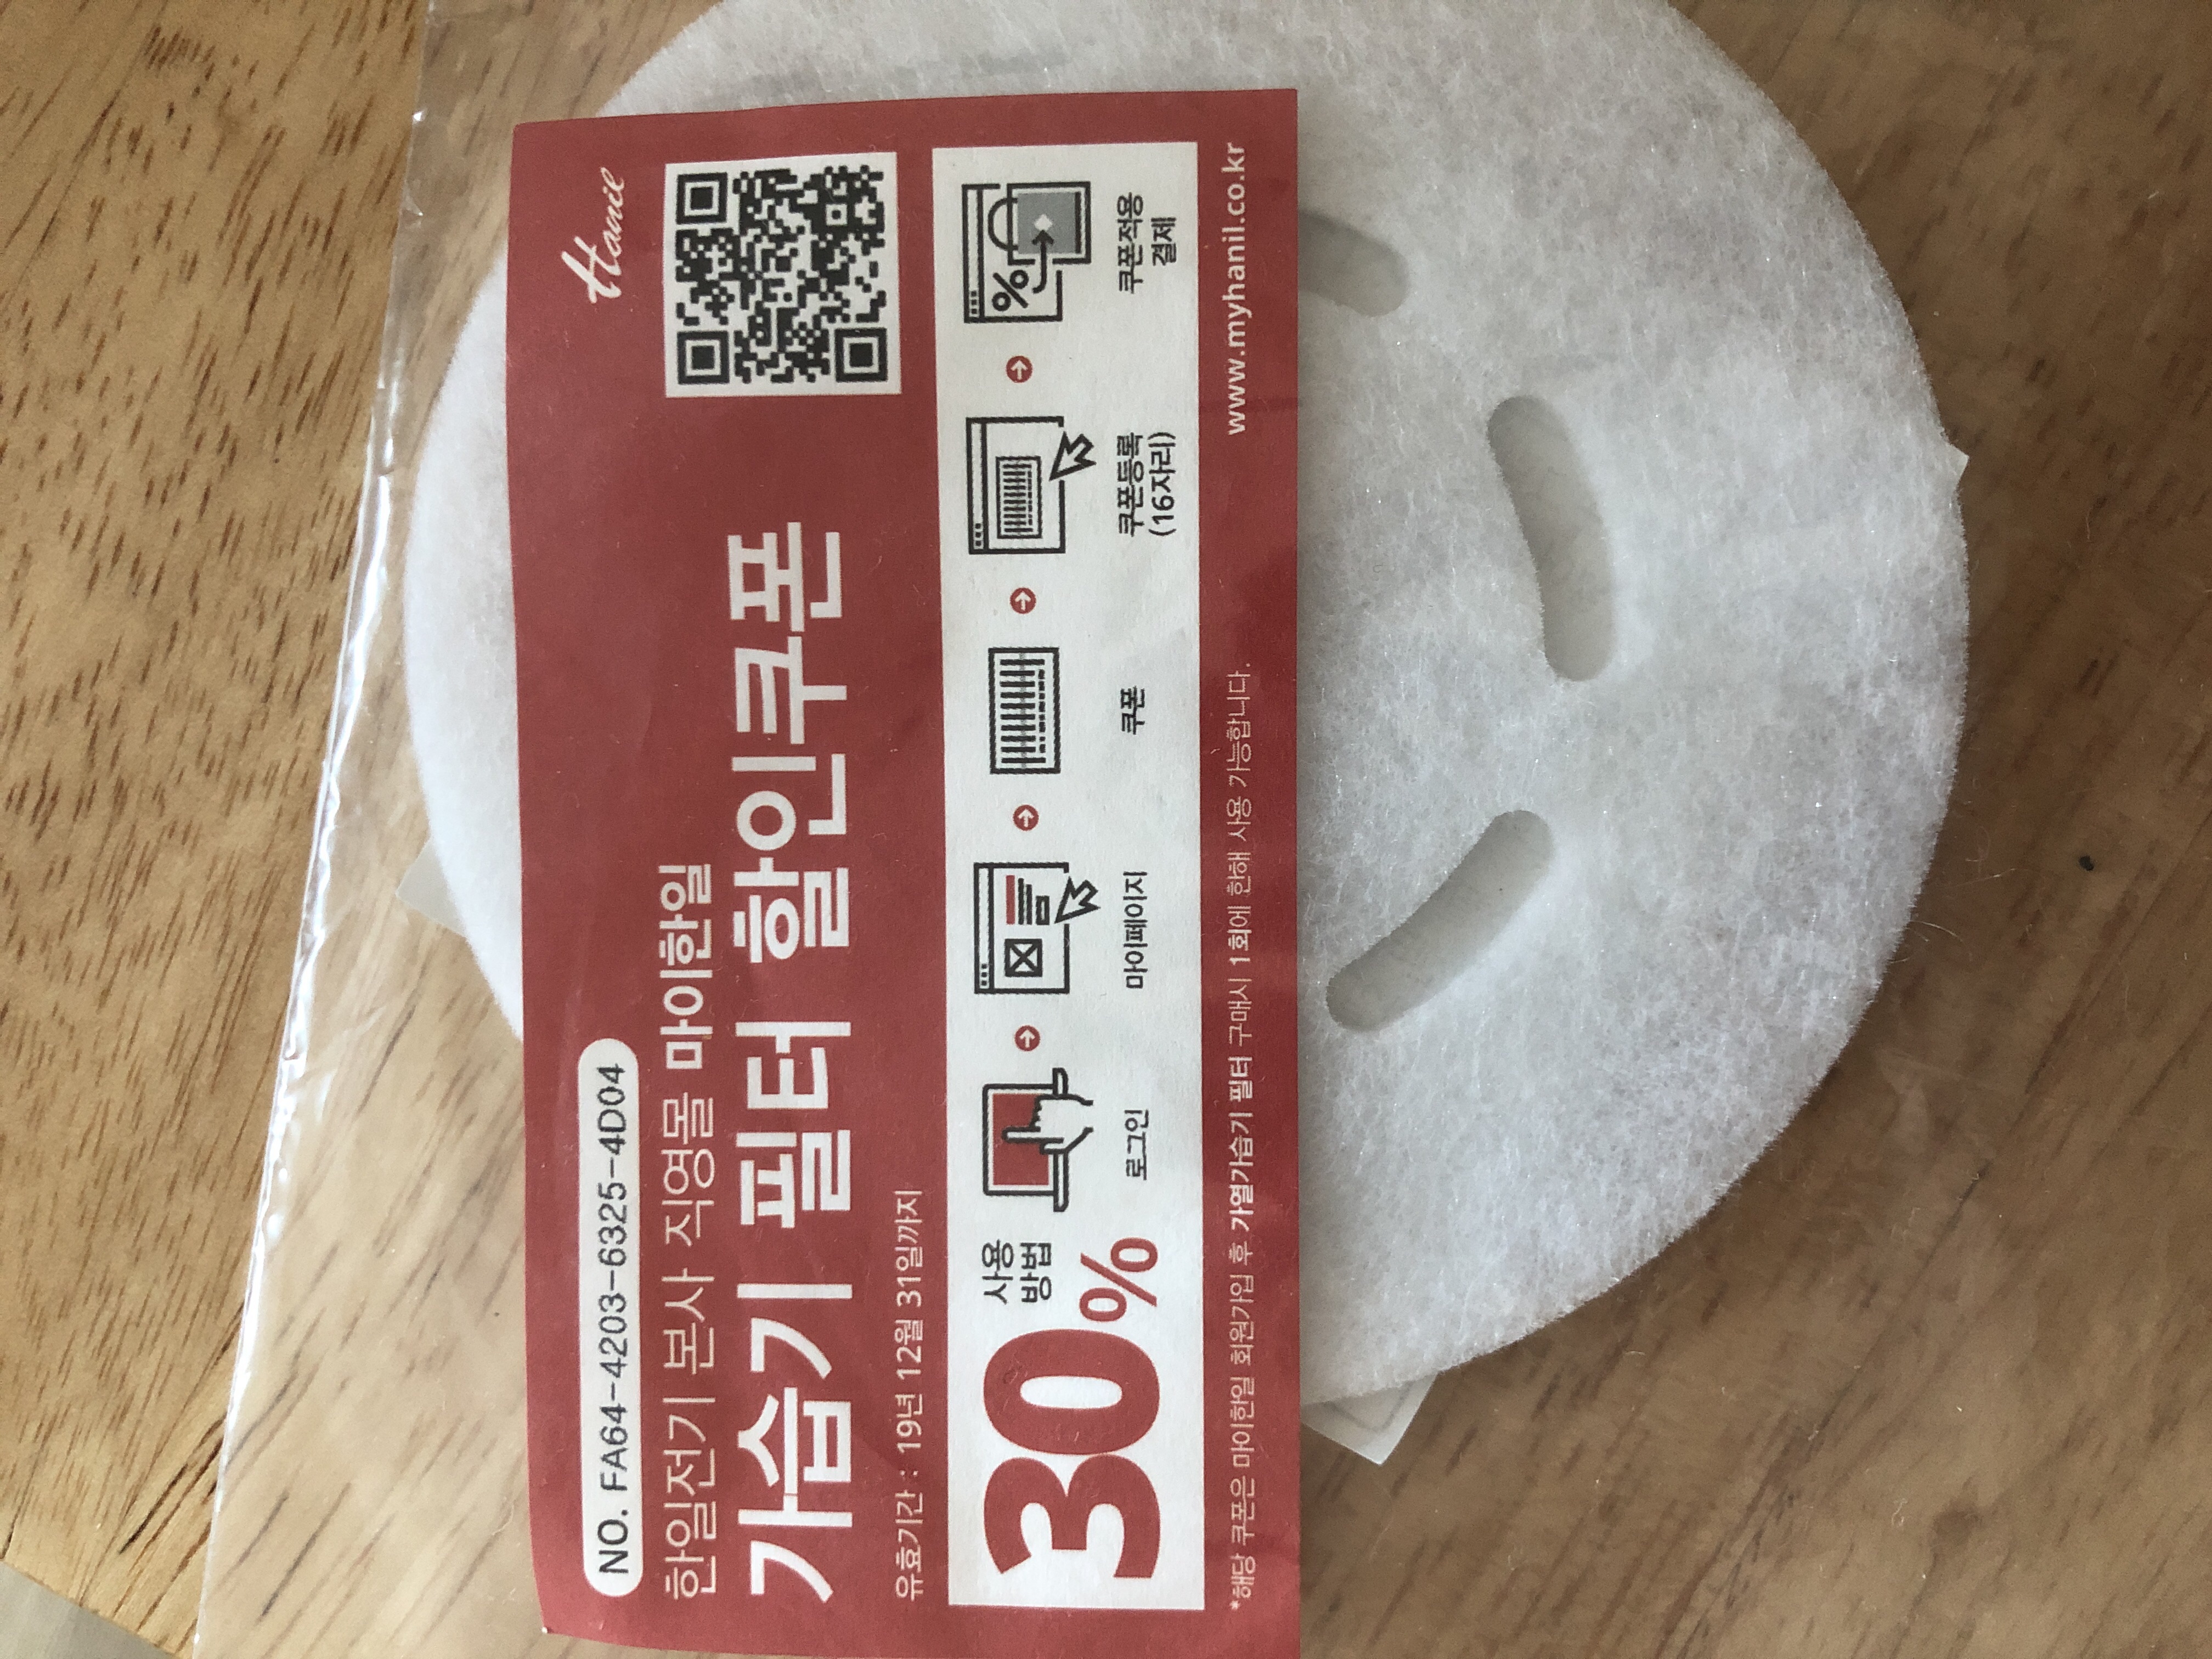 NO. FA64-4203-6325-4D04
Hanil
한일전기 본사 직영몰 마이한일
가습기 필터 할인쿠폰
유효기간 : 19년 12월 31일까지
30%
사용
방법
로그인
마이페이지
쿠폰
쿠폰등록
(16자리)
쿠폰적용
결제
%
*해당 쿠폰은 마이한일 회원가입 후 가열가습기 필터 구매시 1회에 한해 사용 가능합니다.
www.myhanil.co.kr